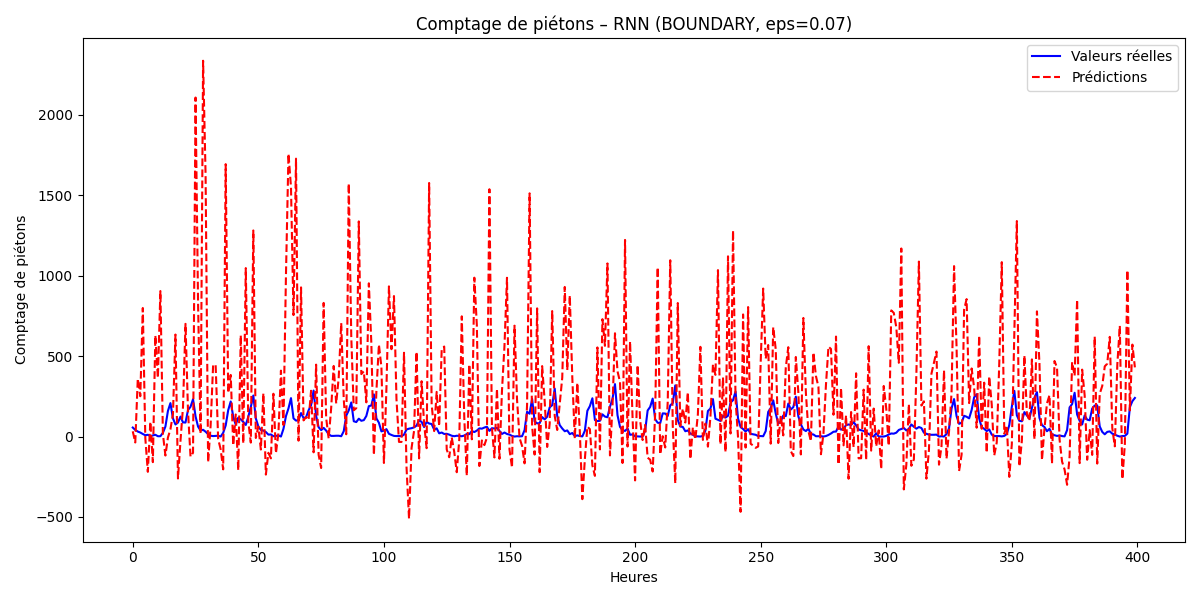 Comptage de piétons – RNN (BOUNDARY, eps=0.07)
Valeurs réelles
Prédictions
Comptage de piétons
2000
1500
1000
500
0
−500
0 50 100 150 200 250 300 350 400
Heures